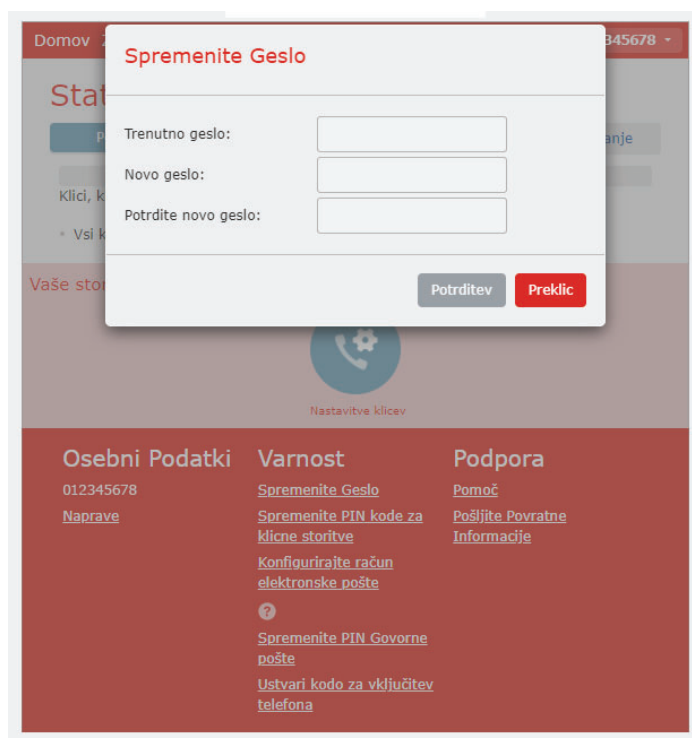 Domov
345678
Spremenite Geslo
Stat
anje
Trenutno geslo:
Novo geslo:
Klici, k
Potrdite novo geslo:
Vsi k
Vaše stor
Potrditev Preklic
Nastavitve klicev
Osebni Podatki
012345678
Naprave
Varnost
Spremenite Geslo
Spremenite PIN kode za
klicne storitve
Konfigurirajte račun
elektronske pošte
?
Spremenite PIN Govorne
pošte
Ustvari kodo za vključitev
telefona
Podpora
Pomoč
Pošljite Povratne
Informacije